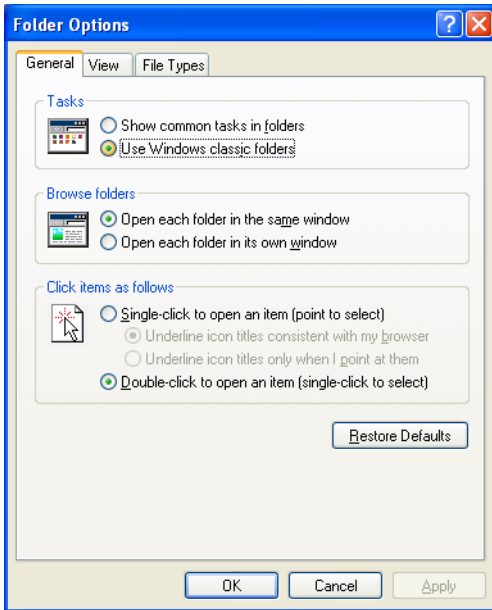 Folder Options
General View File Types
Tasks
Show common tasks in folders
Use Windows classic folders
Browse folders
Open each folder in the same window
Open each folder in its own window
Click items as follows
Single-click to open an item (point to select)
Underline icon titles consistent with my browser
Underline icon titles only when I point at them
Double-click to open an item (single-click to select)
Restore Defaults
OK Cancel Apply